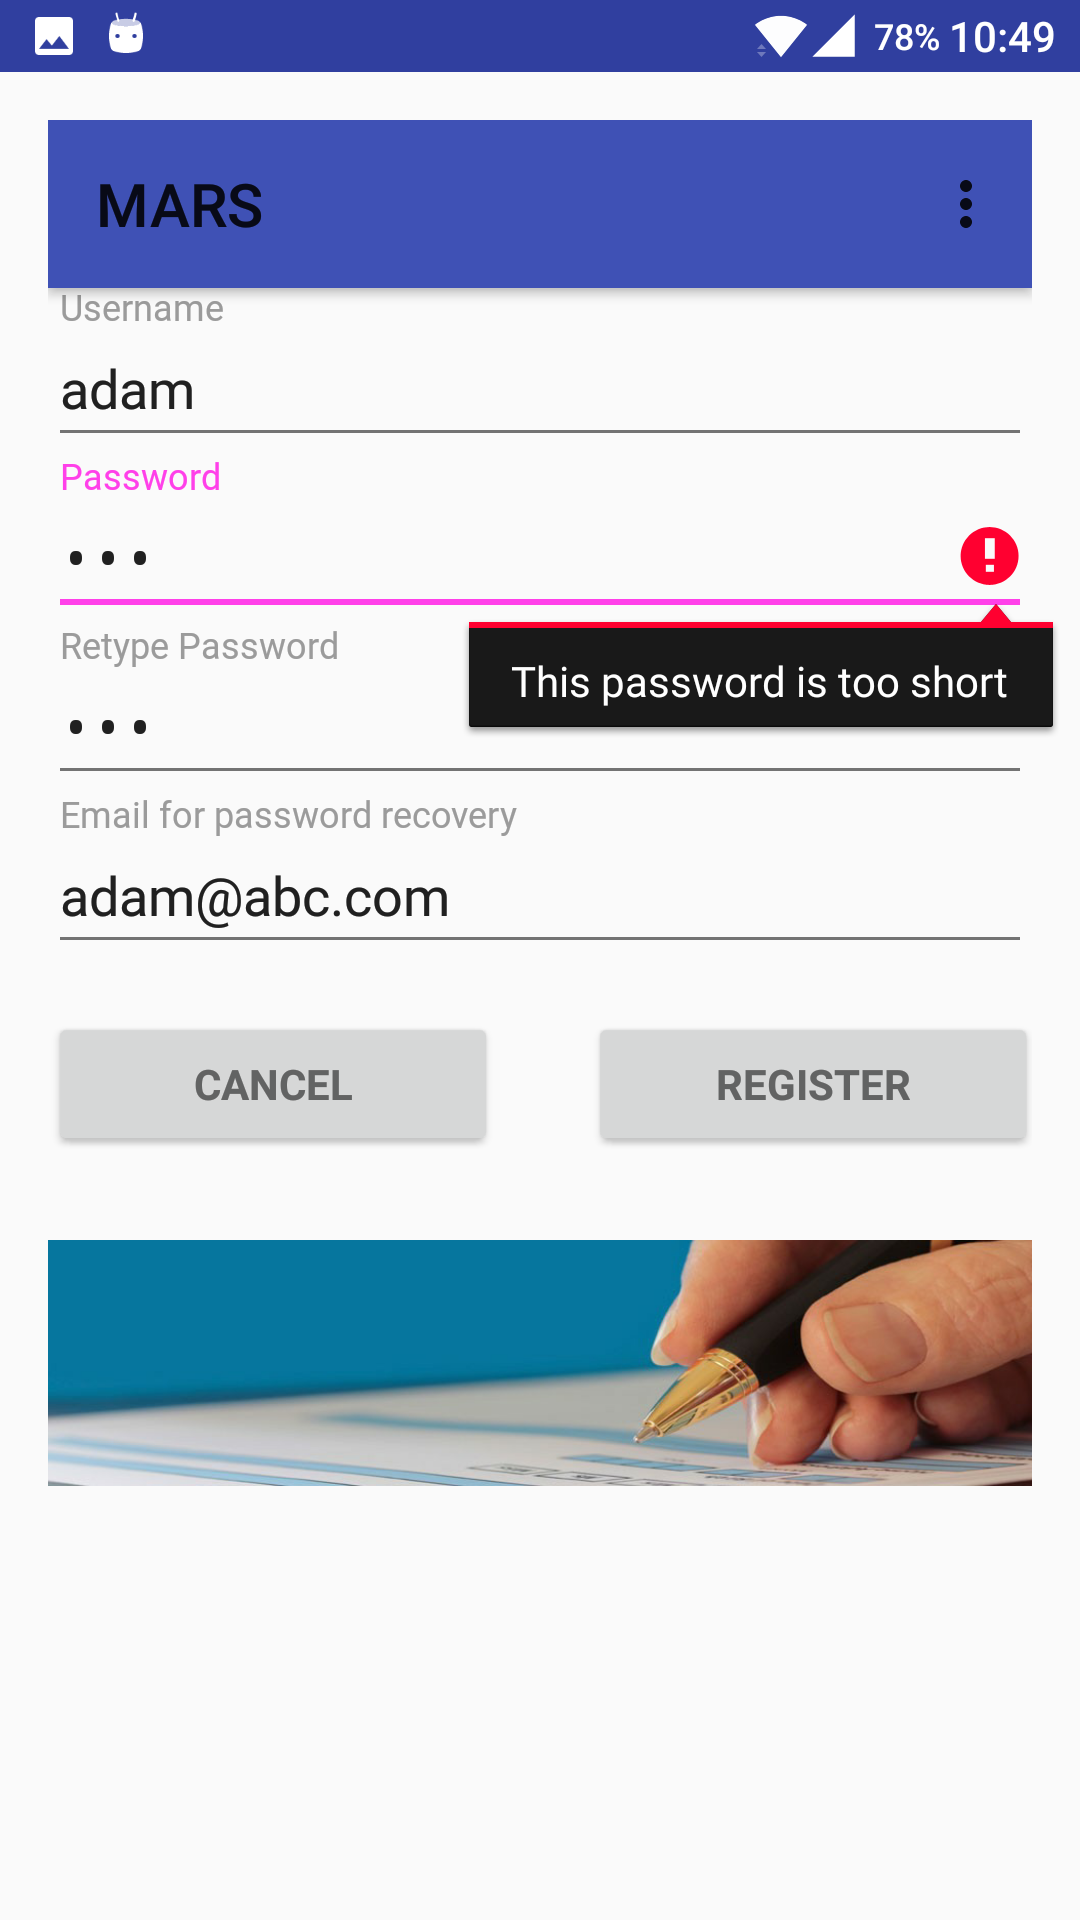 78% 10:49
MARS
Username
adam
Password
•••
Retype Password
This password is too short
•••
Email for password recovery
adam@abc.com
CANCEL
REGISTER